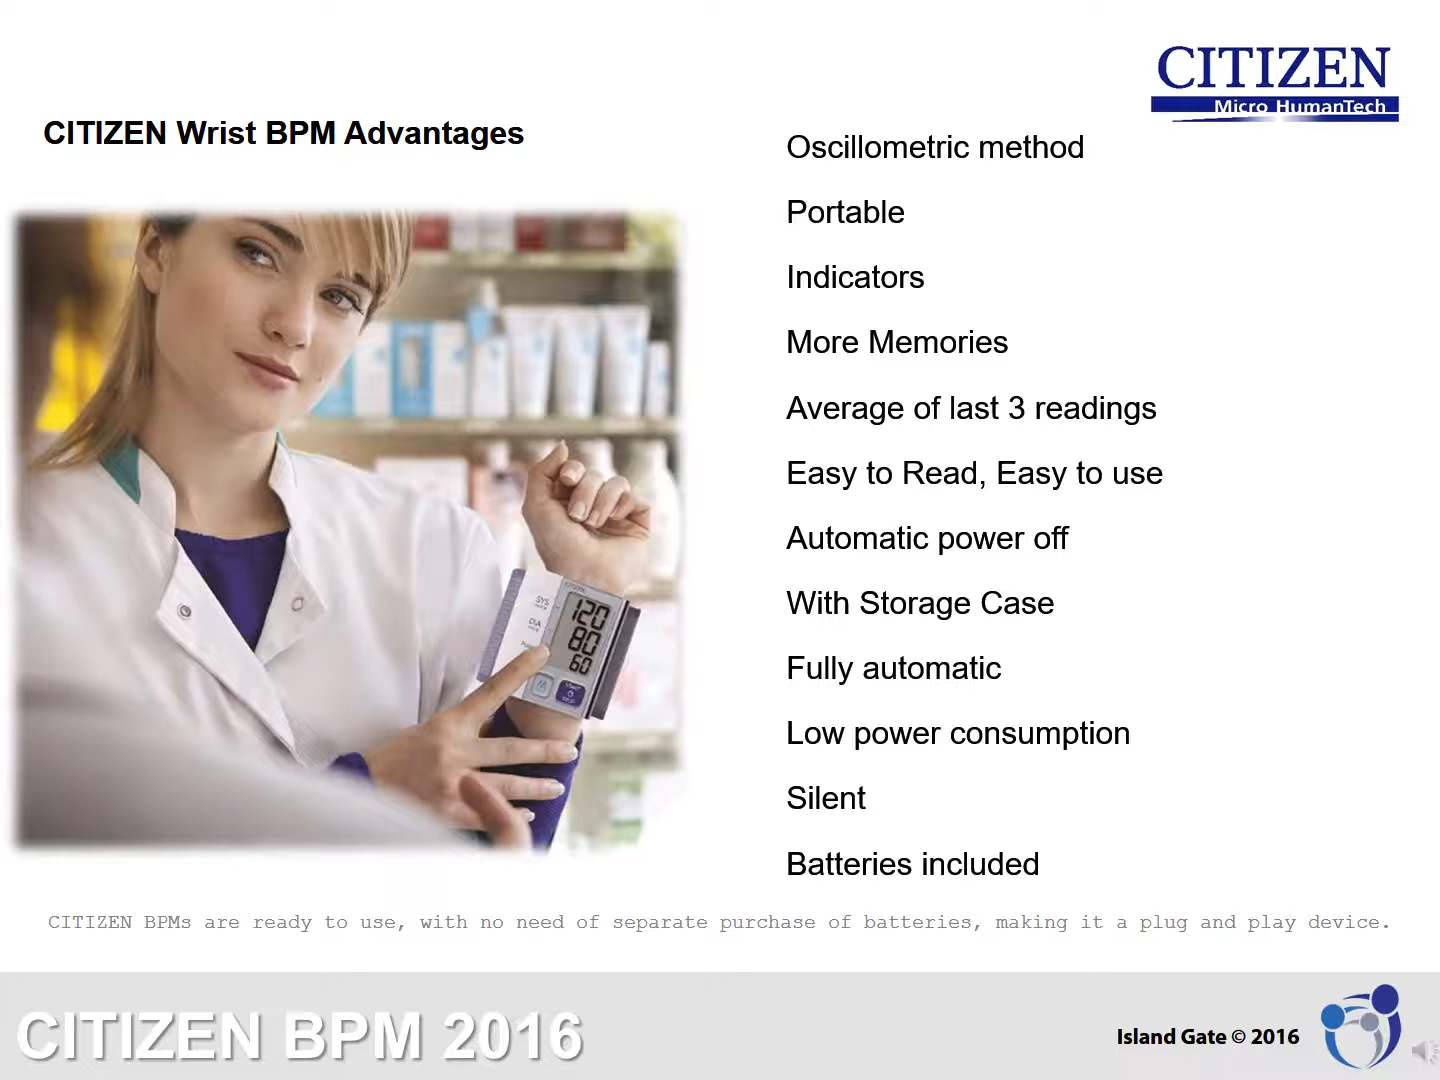 CITIZEN
Micro HumanTech
CITIZEN Wrist BPM Advantages
Oscillometric method
Portable
Indicators
More Memories
Average of last 3 readings
Easy to Read, Easy to use
Automatic power off
With Storage Case
Fully automatic
Low power consumption
Silent
Batteries included
SYS
DIA
120
80
60
CITIZEN BPMs are ready to use, with no need of separate purchase of batteries, making it a plug and play device.
CITIZEN BPM 2016
Island Gate © 2016